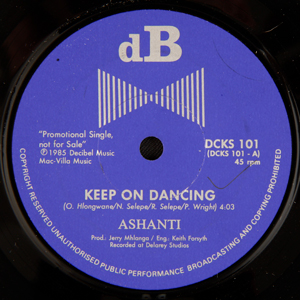 dB
"Promotional Single,
not for Sale"
℗1985 Decibel Music
Mac-Villa Music
DCKS 101
(DCKS 101 - A)
45 rpm
KEEP ON DANCING
(O. Hlongwane/N. Selepe/R. Selepe/P. Wright) 4:03
ASHANTI
Prod.: Jerry Mhlanga / Eng.: Keith Forsyth
Recorded at Delarey Studios
COPYRIGHT RESERVED UNAUTHORISED PUBLIC PERFORMANCE BROADCASTING AND COPYING PROHIBITED